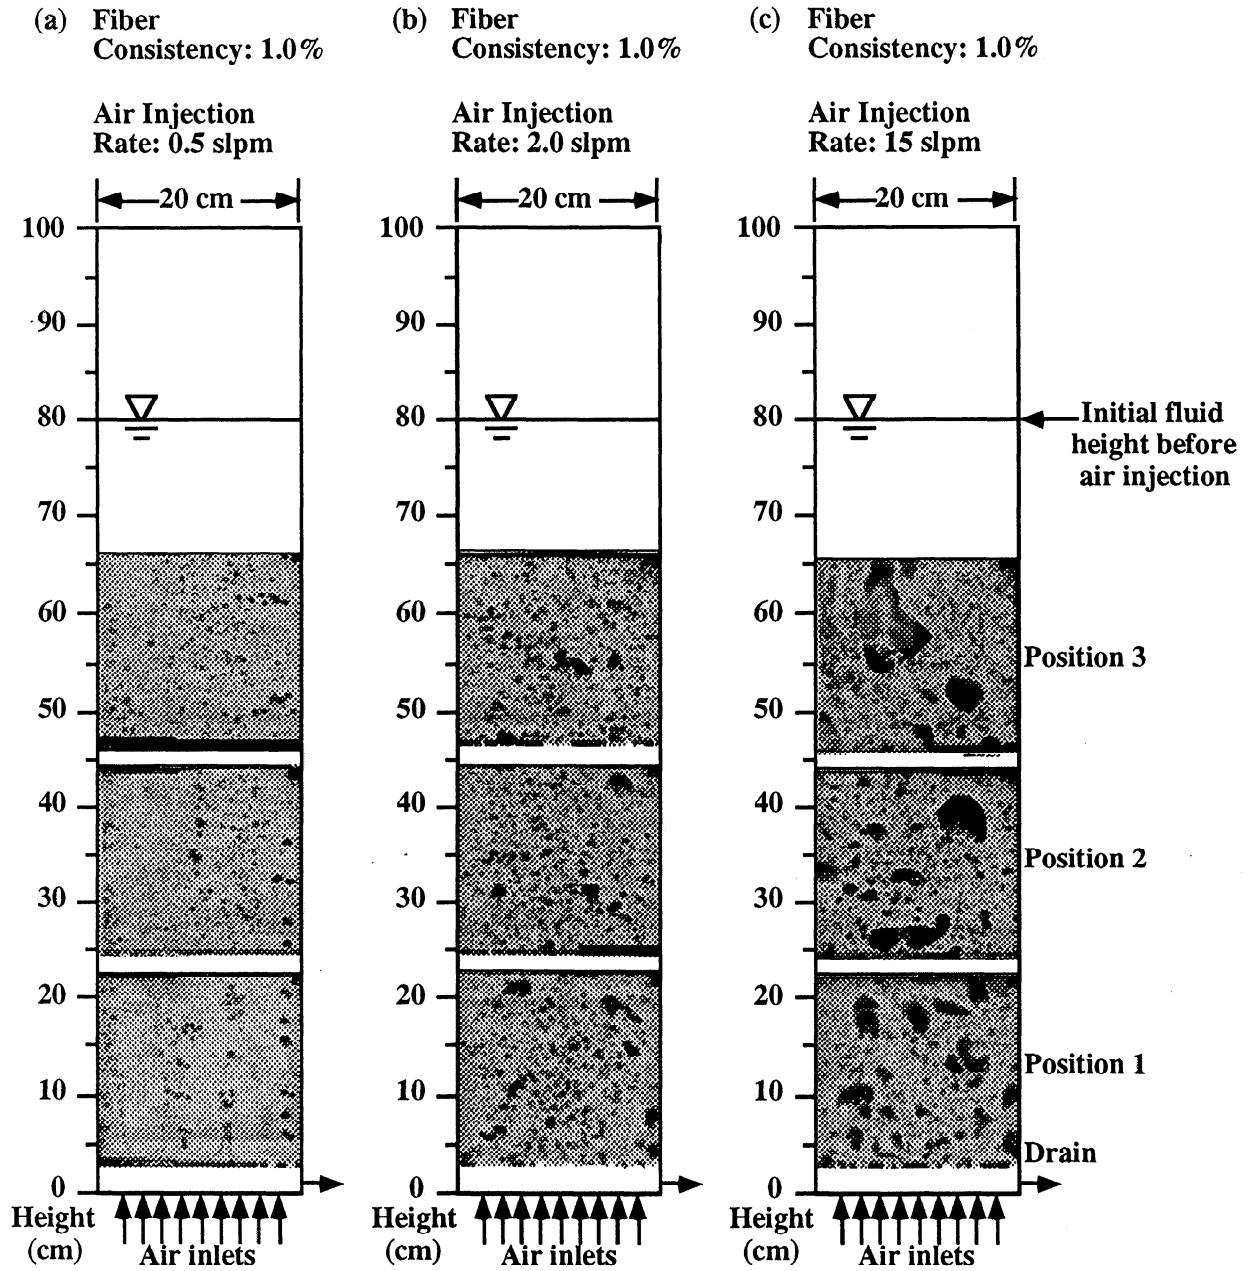 (a) Fiber
Consistency: 1.0%
Air Injection
Rate: 0.5 slpm
20 cm
100
90
80
70
60
50
40
30
20
10
0
Height
(cm)
Air inlets
(b) Fiber
Consistency: 1.0%
Air Injection
Rate: 2.0 slpm
20 cm
100
90
80
70
60
50
40
30
20
10
0
Height
(cm)
Air inlets
(c) Fiber
Consistency: 1.0%
Air Injection
Rate: 15 slpm
20 cm
100
90
80
70
60
50
40
30
20
10
0
Height
(cm)
Air inlets
Initial fluid
height before
air injection
Position 3
Position 2
Position 1
Drain